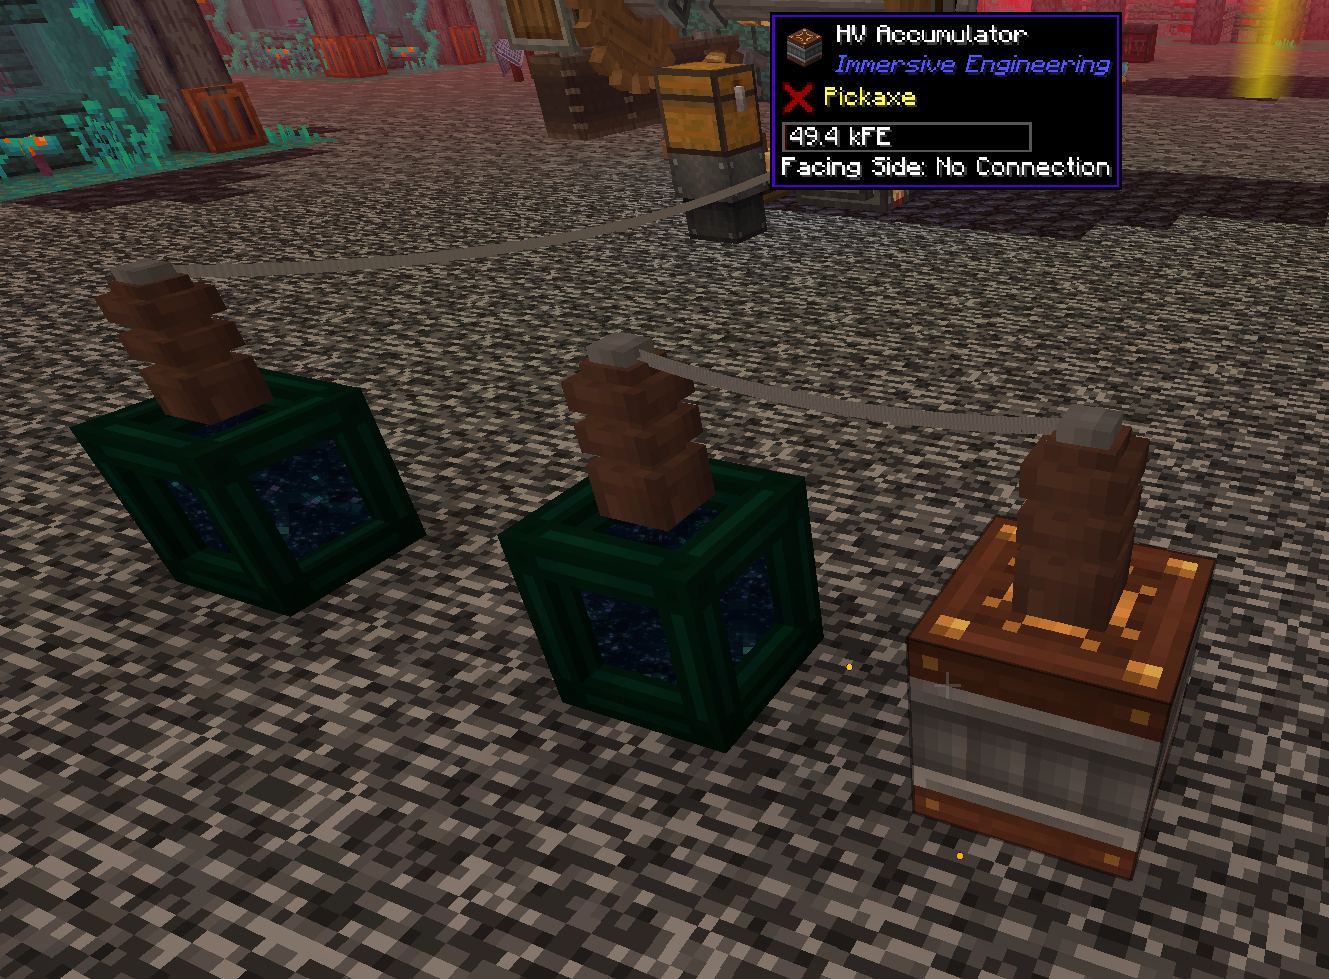 HV Accumulator
Immersive Engineering
Pickaxe
49.4 kFE
Facing Side: No Connection